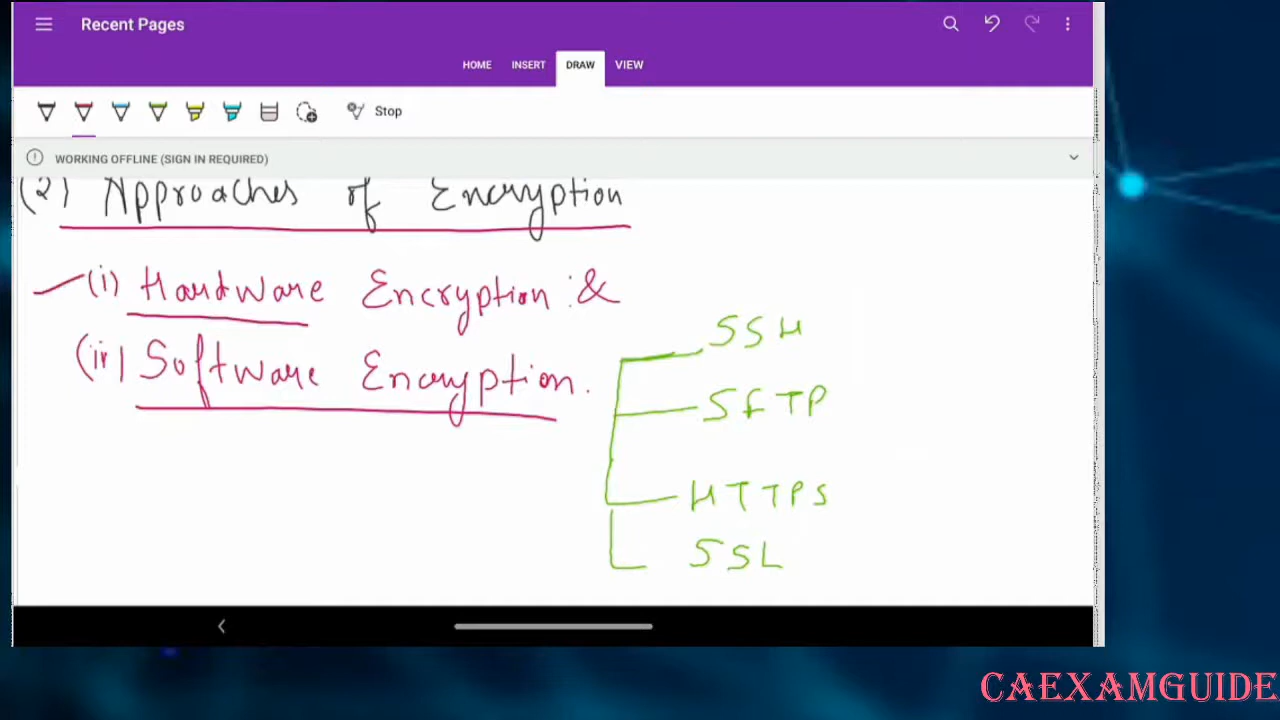 Recent Pages
HOME INSERT DRAW VIEW
Stop
WORKING OFFLINE (SIGN IN REQUIRED)
(2) Approaches of Encryption
(i) Hardware Encryption :&
(ii) Software Encryption.
SSH
SFTP
HTTPS
SSL
CAEXAMGUIDE